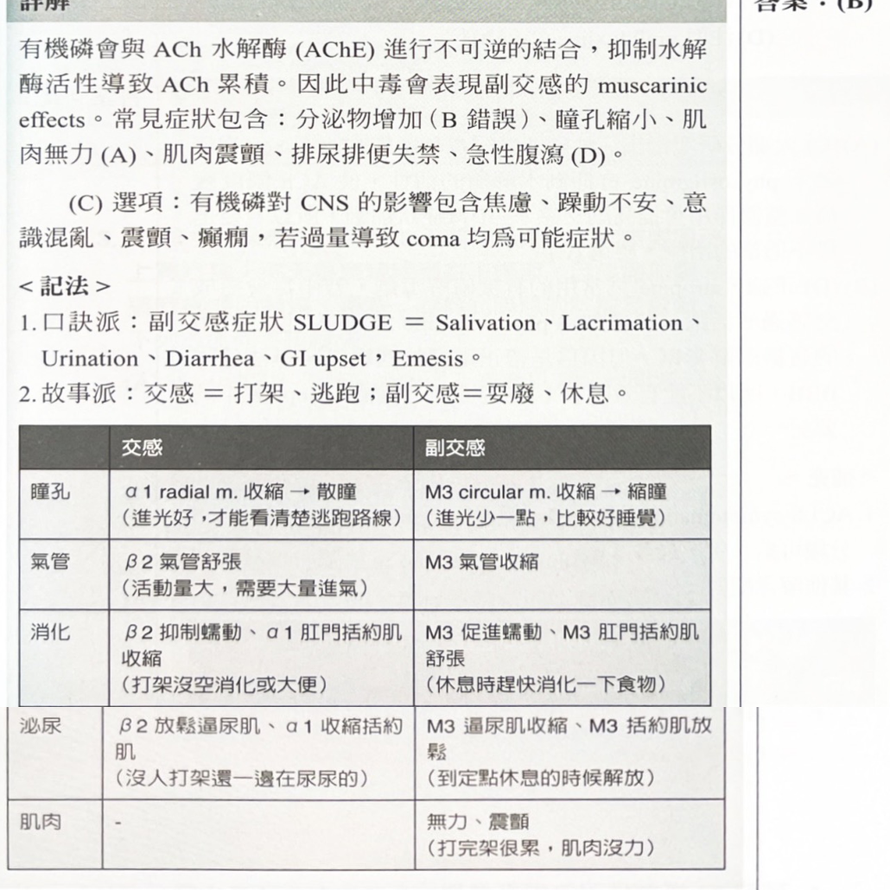 詳解
答案：(B)
有機磷會與 ACh 水解酶 (AChE) 進行不可逆的結合，抑制水解
酶活性導致 ACh 累積。因此中毒會表現副交感的 muscarinic
effects。常見症狀包含：分泌物增加（B 錯誤）、瞳孔縮小、肌
肉無力 (A)、肌肉震顫、排尿排便失禁、急性腹瀉 (D)。
(C) 選項：有機磷對 CNS 的影響包含焦慮、躁動不安、意
識混亂、震顫、癲癇，若過量導致 coma 均為可能症狀。
< 記法 >
1. 口訣派：副交感症狀 SLUDGE = Salivation、Lacrimation、
Urination、Diarrhea、GI upset，Emesis。
2. 故事派：交感 = 打架、逃跑；副交感＝耍廢、休息。
交感 副交感
瞳孔 α1 radial m. 收縮 → 散瞳 M3 circular m. 收縮 → 縮瞳
（進光好，才能看清楚逃跑路線） （進光少一點，比較好睡覺）
氣管 β2 氣管舒張 M3 氣管收縮
（活動量大，需要大量進氣）
消化 β2 抑制蠕動、α1 肛門括約肌 M3 促進蠕動、M3 肛門括約肌
收縮 舒張
（打架沒空消化或大便） （休息時趕快消化一下食物）
泌尿 β2 放鬆逼尿肌、α1 收縮括約 M3 逼尿肌收縮、M3 括約肌放
肌 鬆
（沒人打架還一邊在尿尿的） （到定點休息的時候解放）
肌肉 - 無力、震顫
（打完架很累，肌肉沒力）